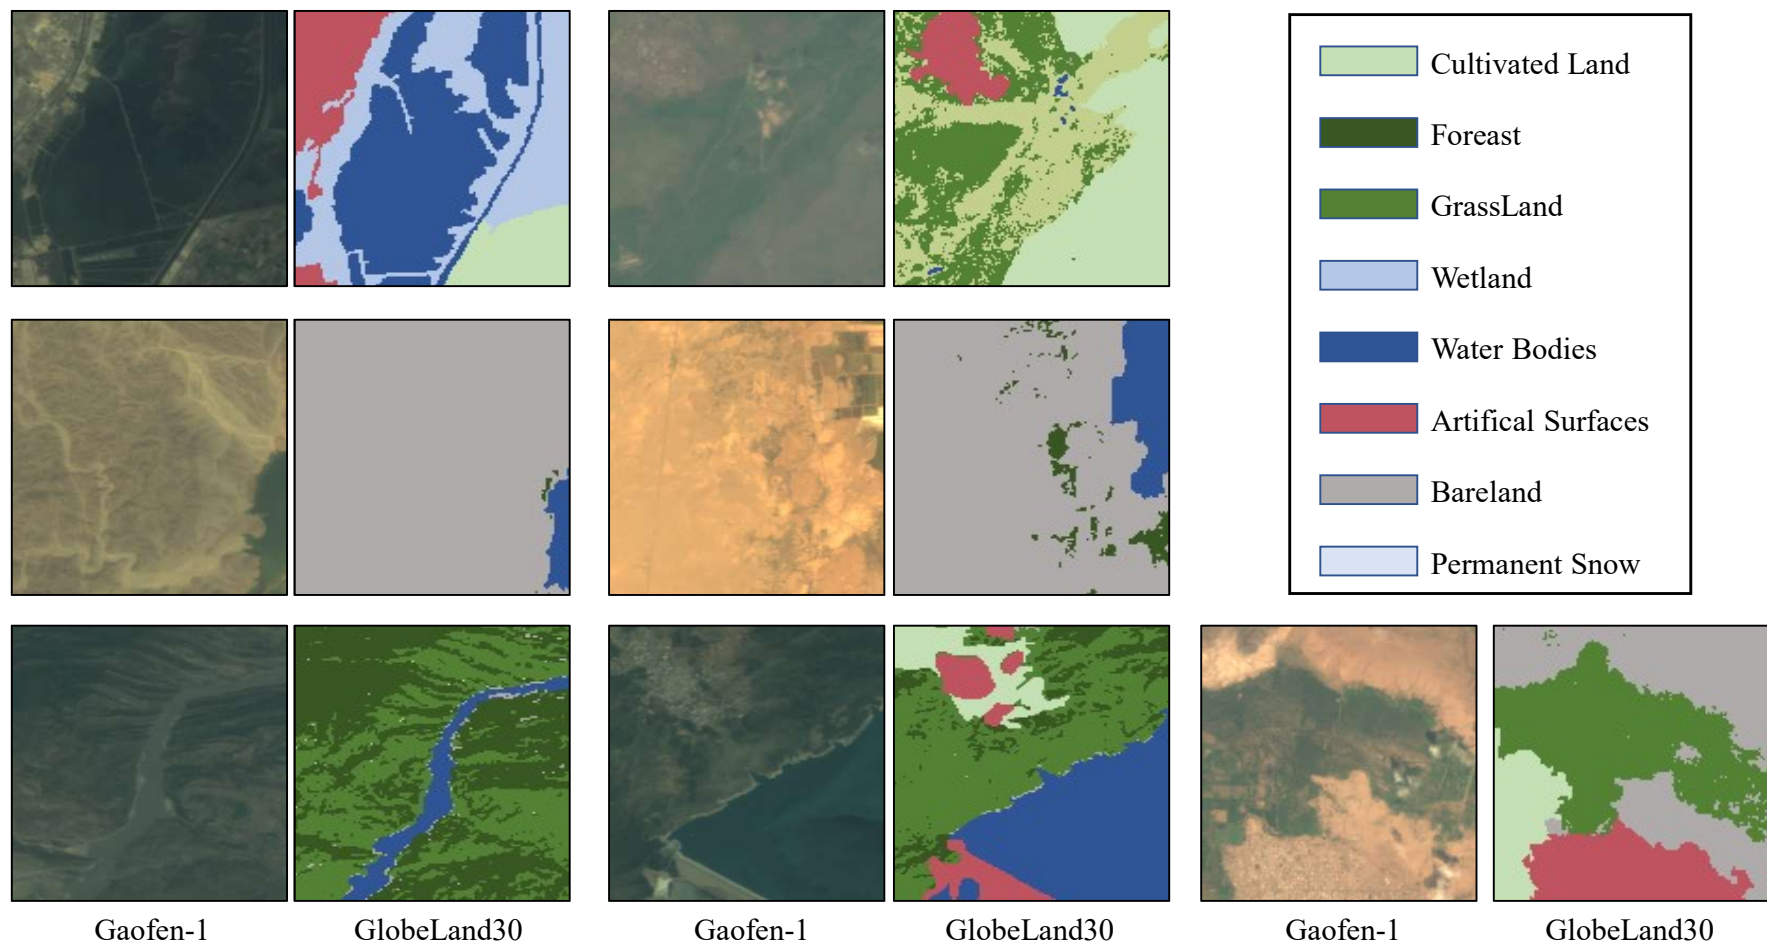 Cultivated Land
Foreast
GrassLand
Wetland
Water Bodies
Artifical Surfaces
Bareland
Permanent Snow
Gaofen-1 GlobeLand30 Gaofen-1 GlobeLand30 Gaofen-1 GlobeLand30